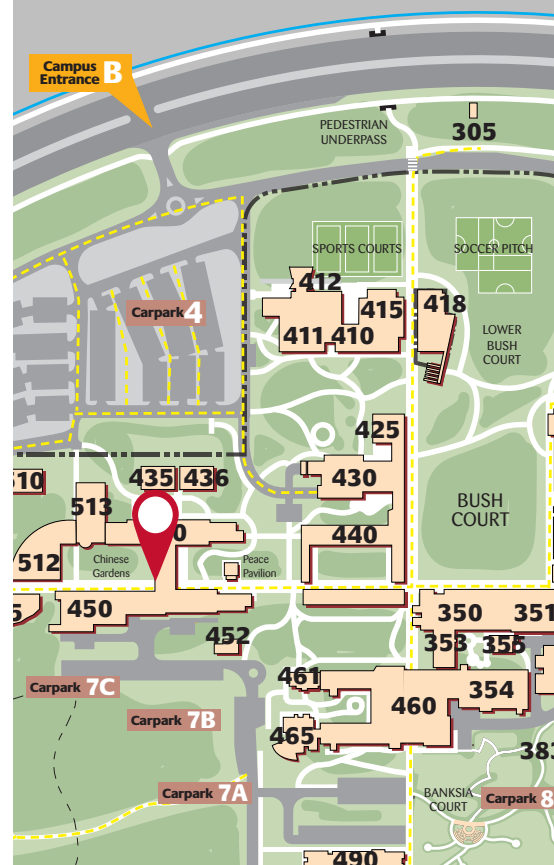 Campus
Entrance B
PEDESTRIAN
UNDERPASS
305
SPORTS COURTS
SOCCER PITCH
412
Carpark 4
415
418
411
410
LOWER
BUSH
COURT
425
435
436
430
510
513
BUSH
COURT
0
440
512
Chinese
Gardens
Peace
Pavilion
5
450
350
351
452
353
355
461
354
Carpark 7C
460
Carpark 7B
465
383
Carpark 7A
BANKSIA
COURT
Carpark 8
490